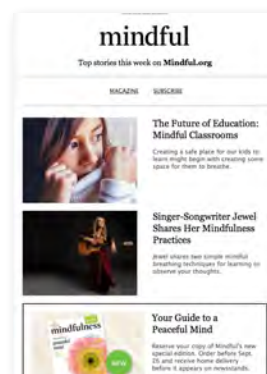 mindful
Top stories this week on Mindful.org
MAGAZINE SUBSCRIBE
The Future of Education:
Mindful Classrooms
Creating a safe place for our kids to
learn might begin with creating some
space for them to breathe.
Singer-Songwriter Jewel
Shares Her Mindfulness
Practices
Jewel shares two simple mindful
breathing techniques for learning to
observe your thoughts.
mindfulness
NEW
Your Guide to a
Peaceful Mind
Reserve your copy of Mindful's new
special edition. Order before Sept.
25 and receive home delivery
before it appears on newsstands.